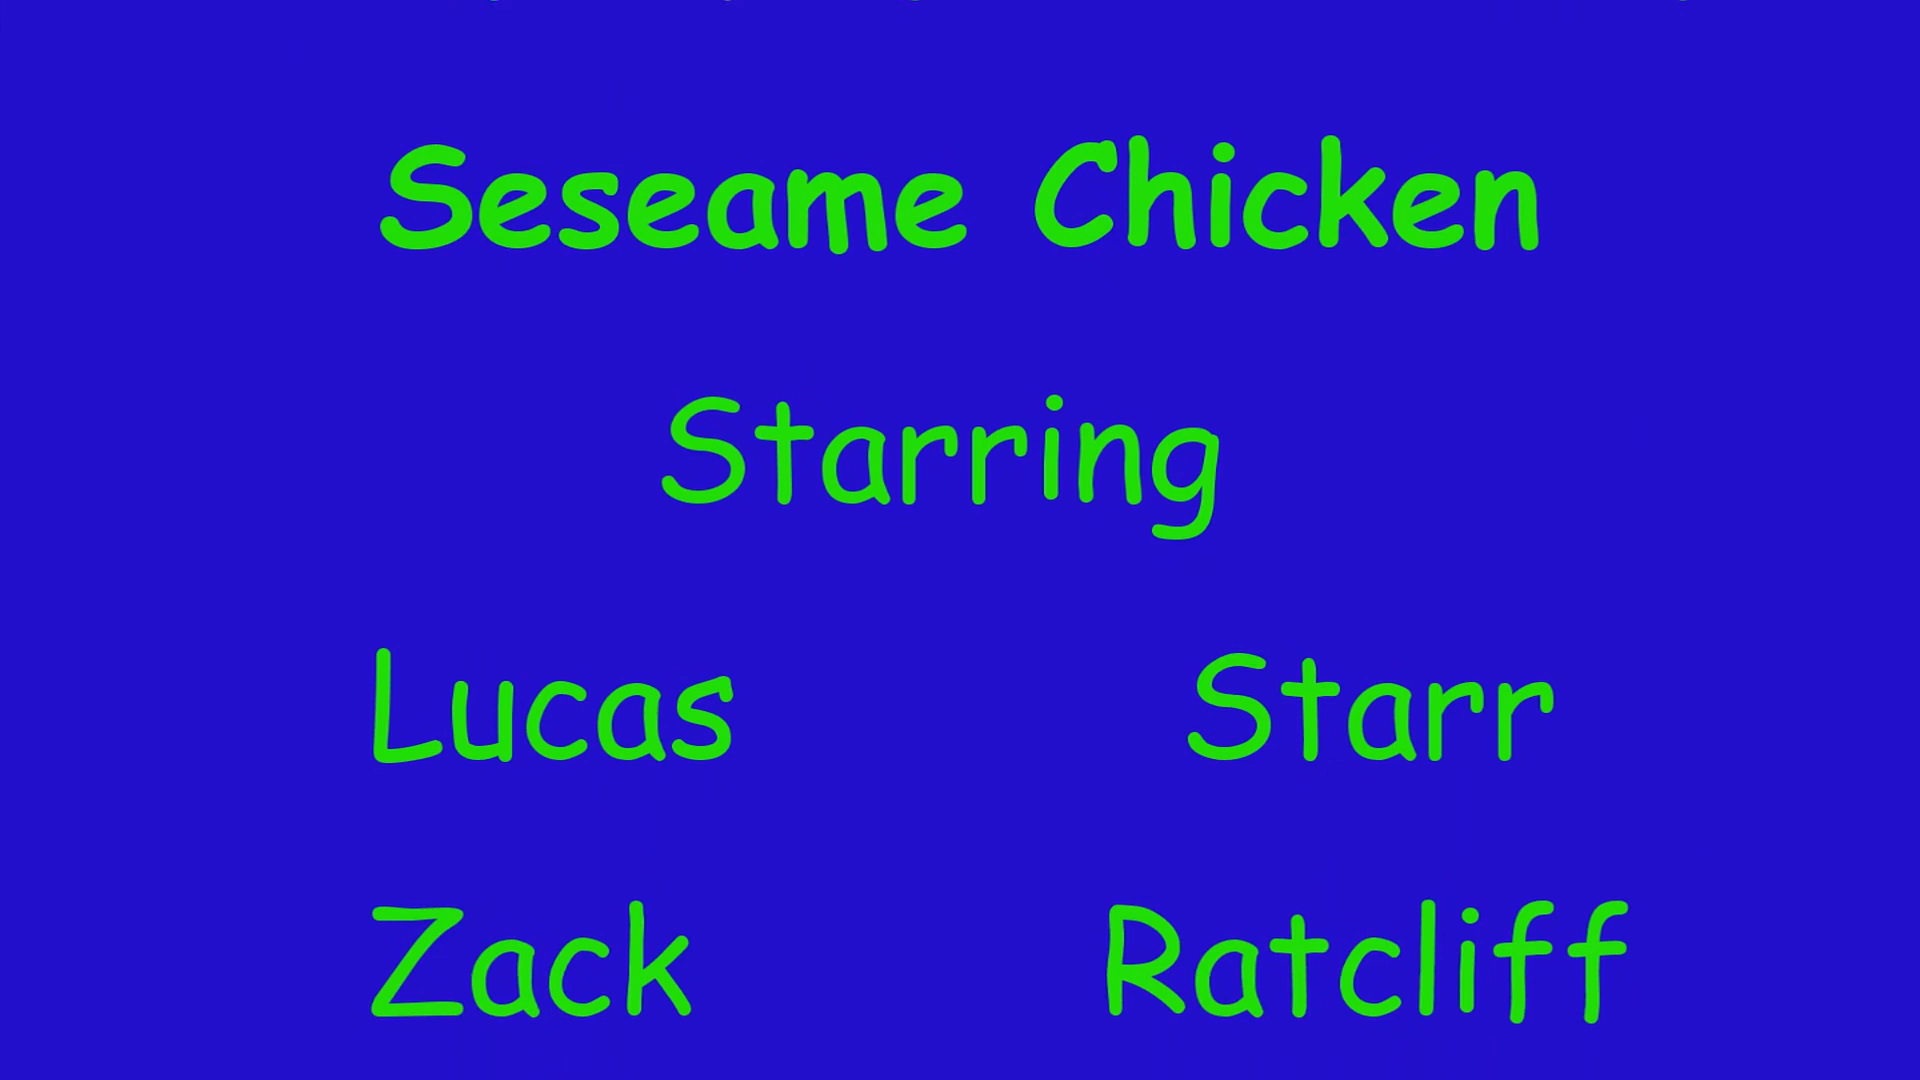 Seseame Chicken
Starring
Lucas Starr
Zack Ratcliff